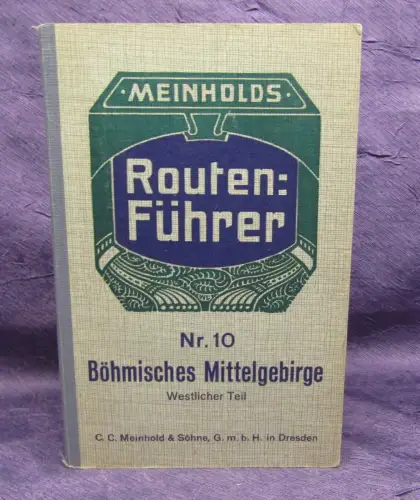 · MEINHOLDS ·
Routen=
Führer
Nr. 10
Böhmisches Mittelgebirge
Westlicher Teil
C. C. Meinhold & Söhne, G. m. b. H. in Dresden